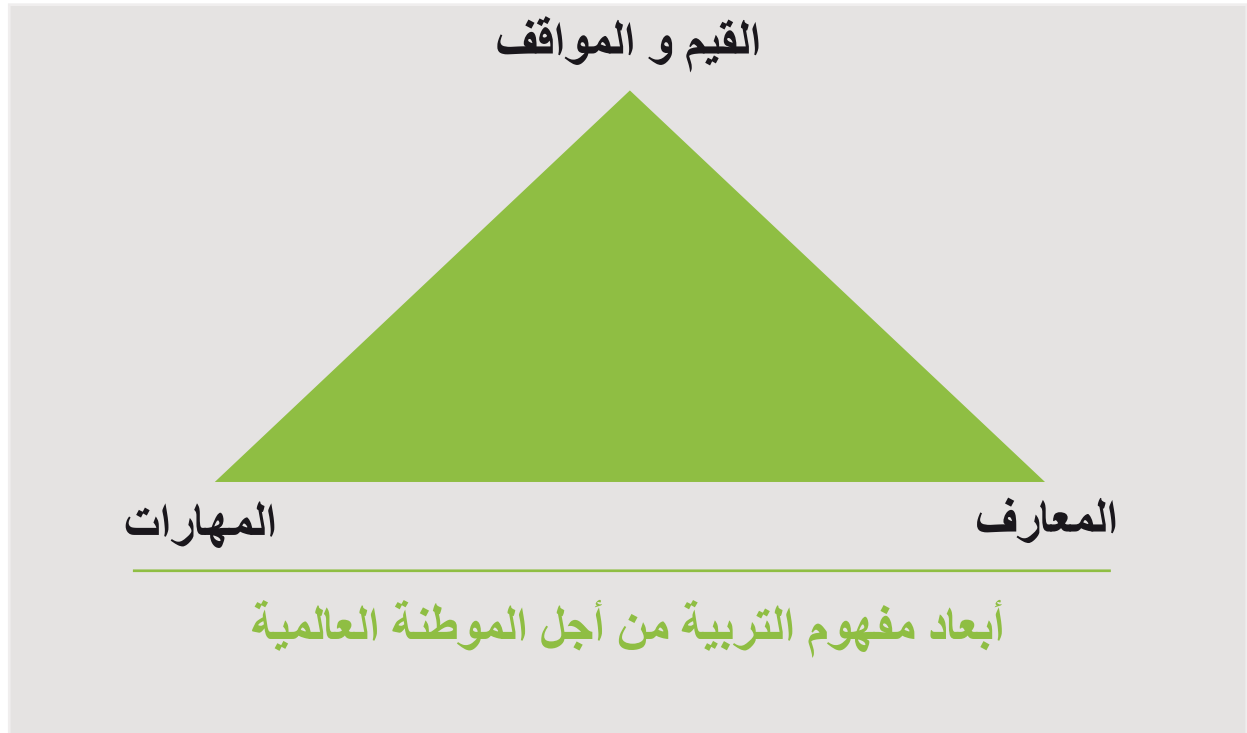 القيم و المواقف
المعارف
المهارات
أبعاد مفهوم التربية من أجل الموطنة العالمية